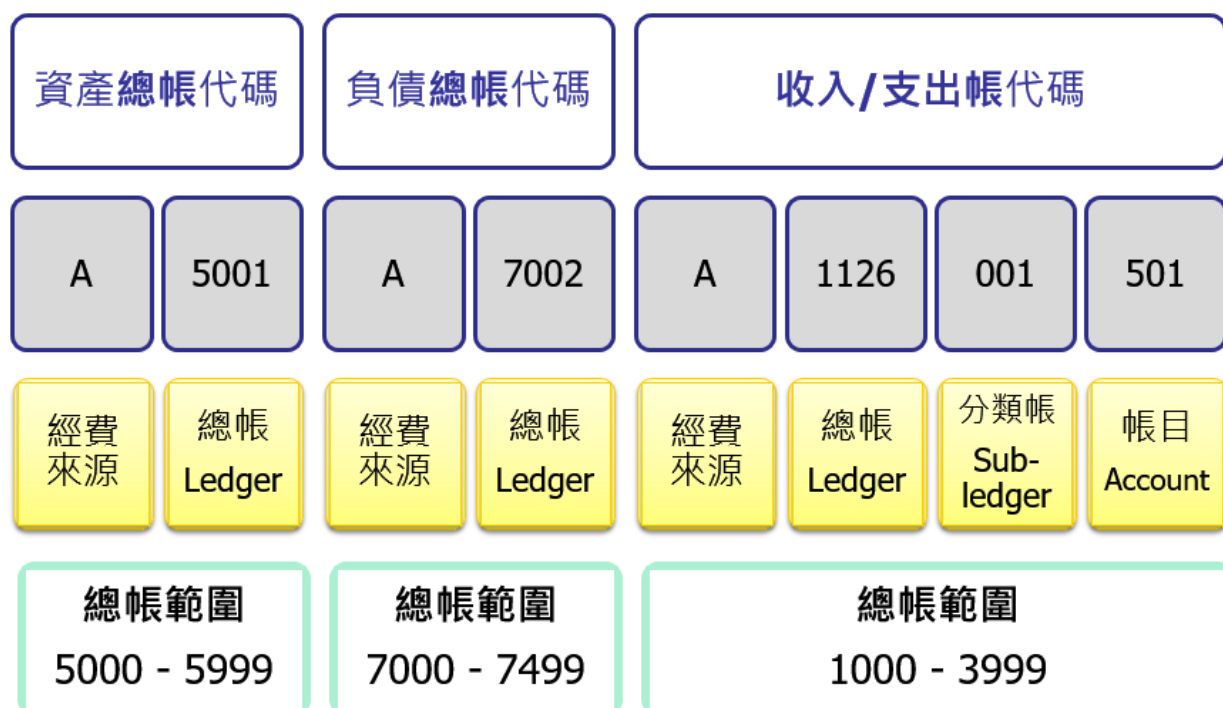 資產總帳代碼
負債總帳代碼
收入/支出帳代碼
A
5001
A
7002
A
1126
001
501
經費
來源
總帳
Ledger
經費
來源
總帳
Ledger
經費
來源
總帳
Ledger
分類帳
Sub-
ledger
帳目
Account
總帳範圍
5000 - 5999
總帳範圍
7000 - 7499
總帳範圍
1000 - 3999